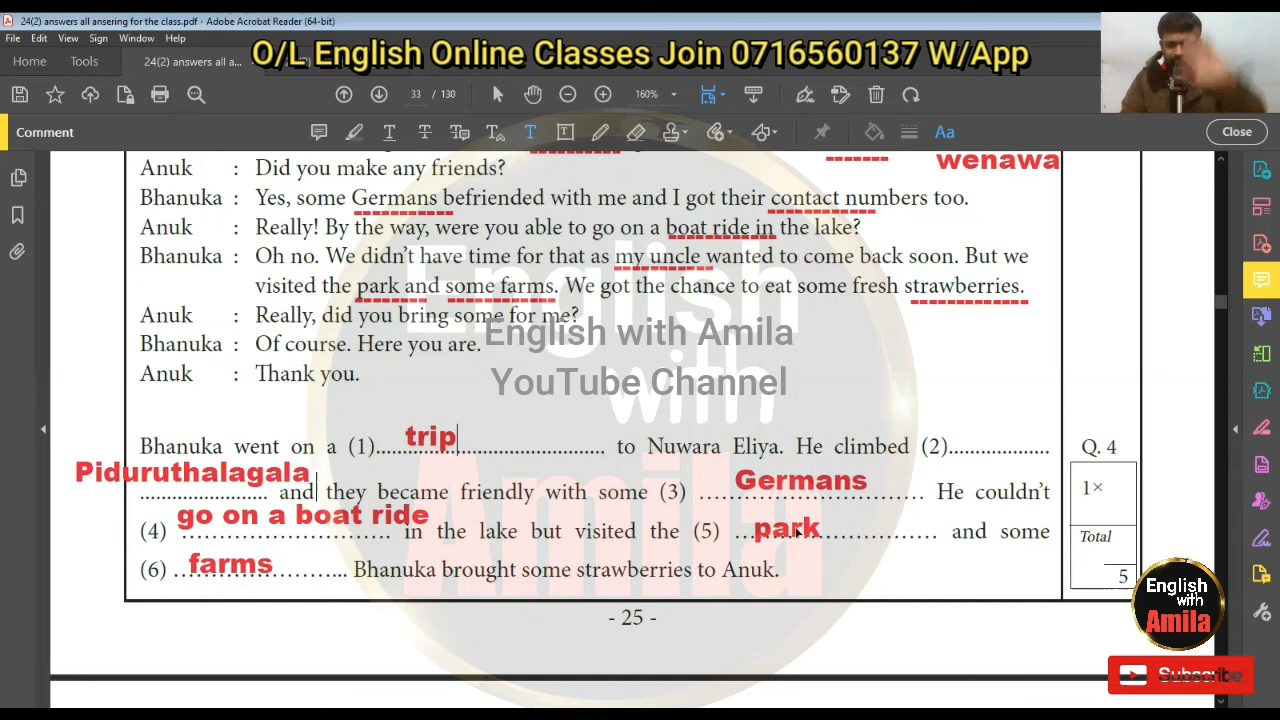 24(2) answers all ansering for the class.pdf - Adobe Acrobat Reader (64-bit)
File Edit View Sign Window Help
O/L English Online Classes Join 0716560137 W/App
Home Tools 24(2) answers all a...
33 / 130 160%
Comment Close
wenawa
Anuk : Did you make any friends?
Bhanuka : Yes, some Germans befriended with me and I got their contact numbers too.
Anuk : Really! By the way, were you able to go on a boat ride in the lake?
Bhanuka : Oh no. We didn't have time for that as my uncle wanted to come back soon. But we
visited the park and some farms. We got the chance to eat some fresh strawberries.
Anuk : Really, did you bring some for me?
Bhanuka : Of course. Here you are.
Anuk : Thank you.
English with Amila
YouTube Channel
English
with
Amila
Bhanuka went on a (1)....trip.... to Nuwara Eliya. He climbed (2)....................
Q. 4
Piduruthalagala
........................ and they became friendly with some (3) Germans He couldn't
1×
(4) go on a boat ride in the lake but visited the (5) park and some
Total
(6) farms Bhanuka brought some strawberries to Anuk.
5
- 25 -
English
with
Amila
Subscribe